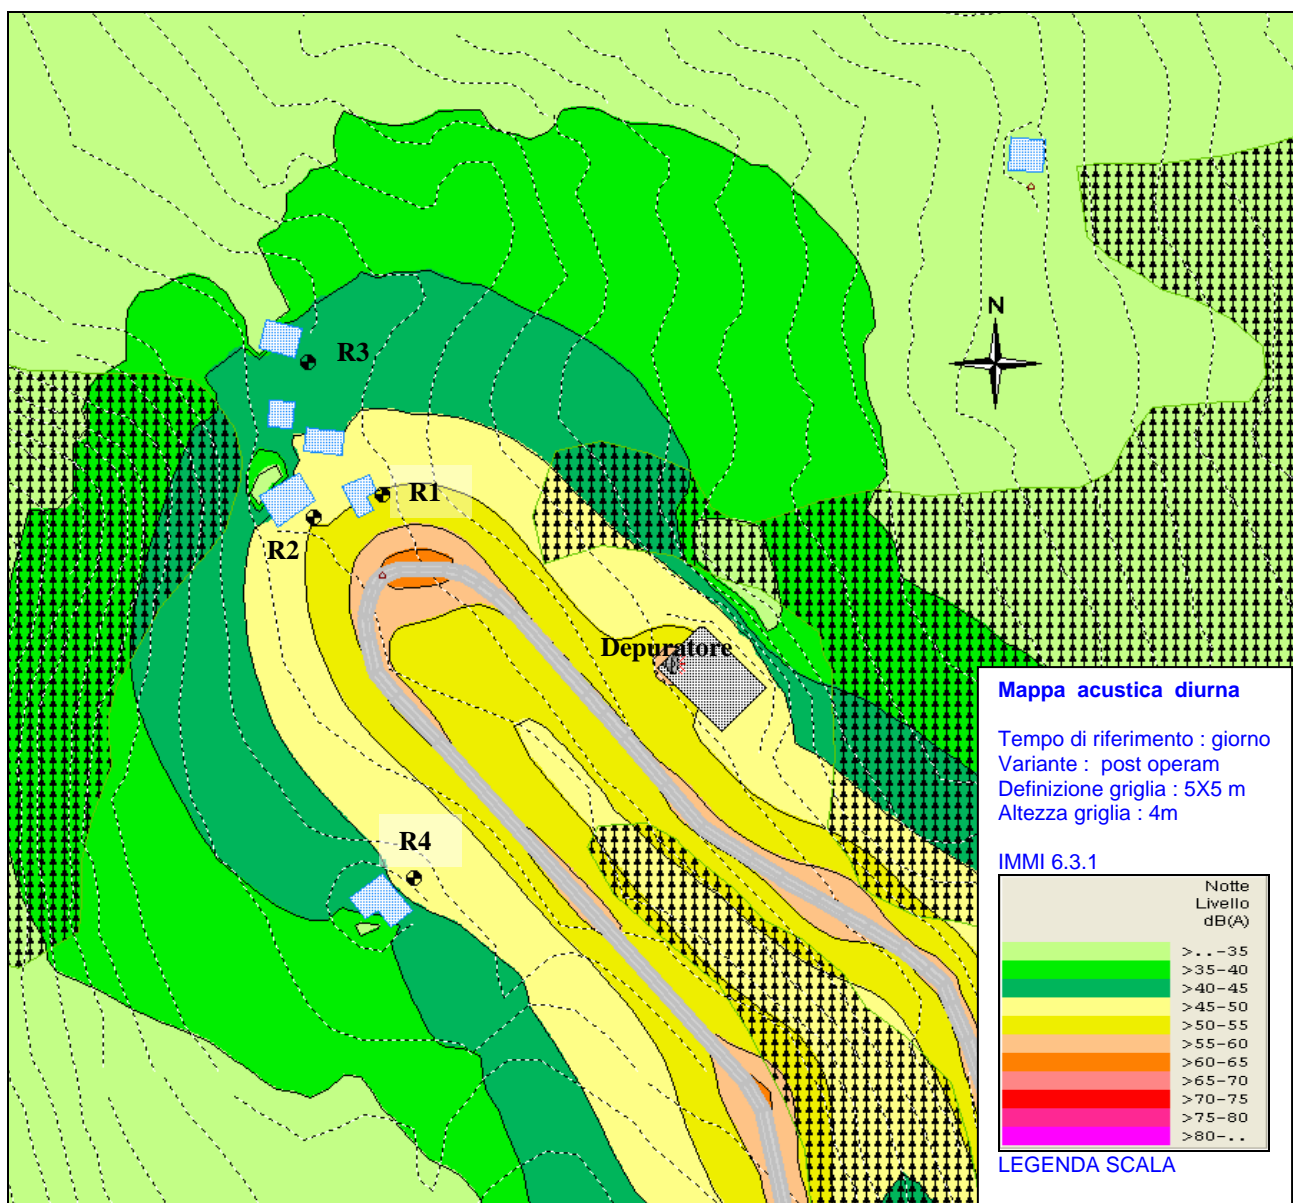 N
R3
R1
R2
Depuratore
R4
Mappa acustica diurna
Tempo di riferimento : giorno
Variante : post operam
Definizione griglia : 5X5 m
Altezza griglia : 4m
IMMI 6.3.1
Notte
Livello
dB(A)
>..-35
>35-40
>40-45
>45-50
>50-55
>55-60
>60-65
>65-70
>70-75
>75-80
>80-..
LEGENDA SCALA